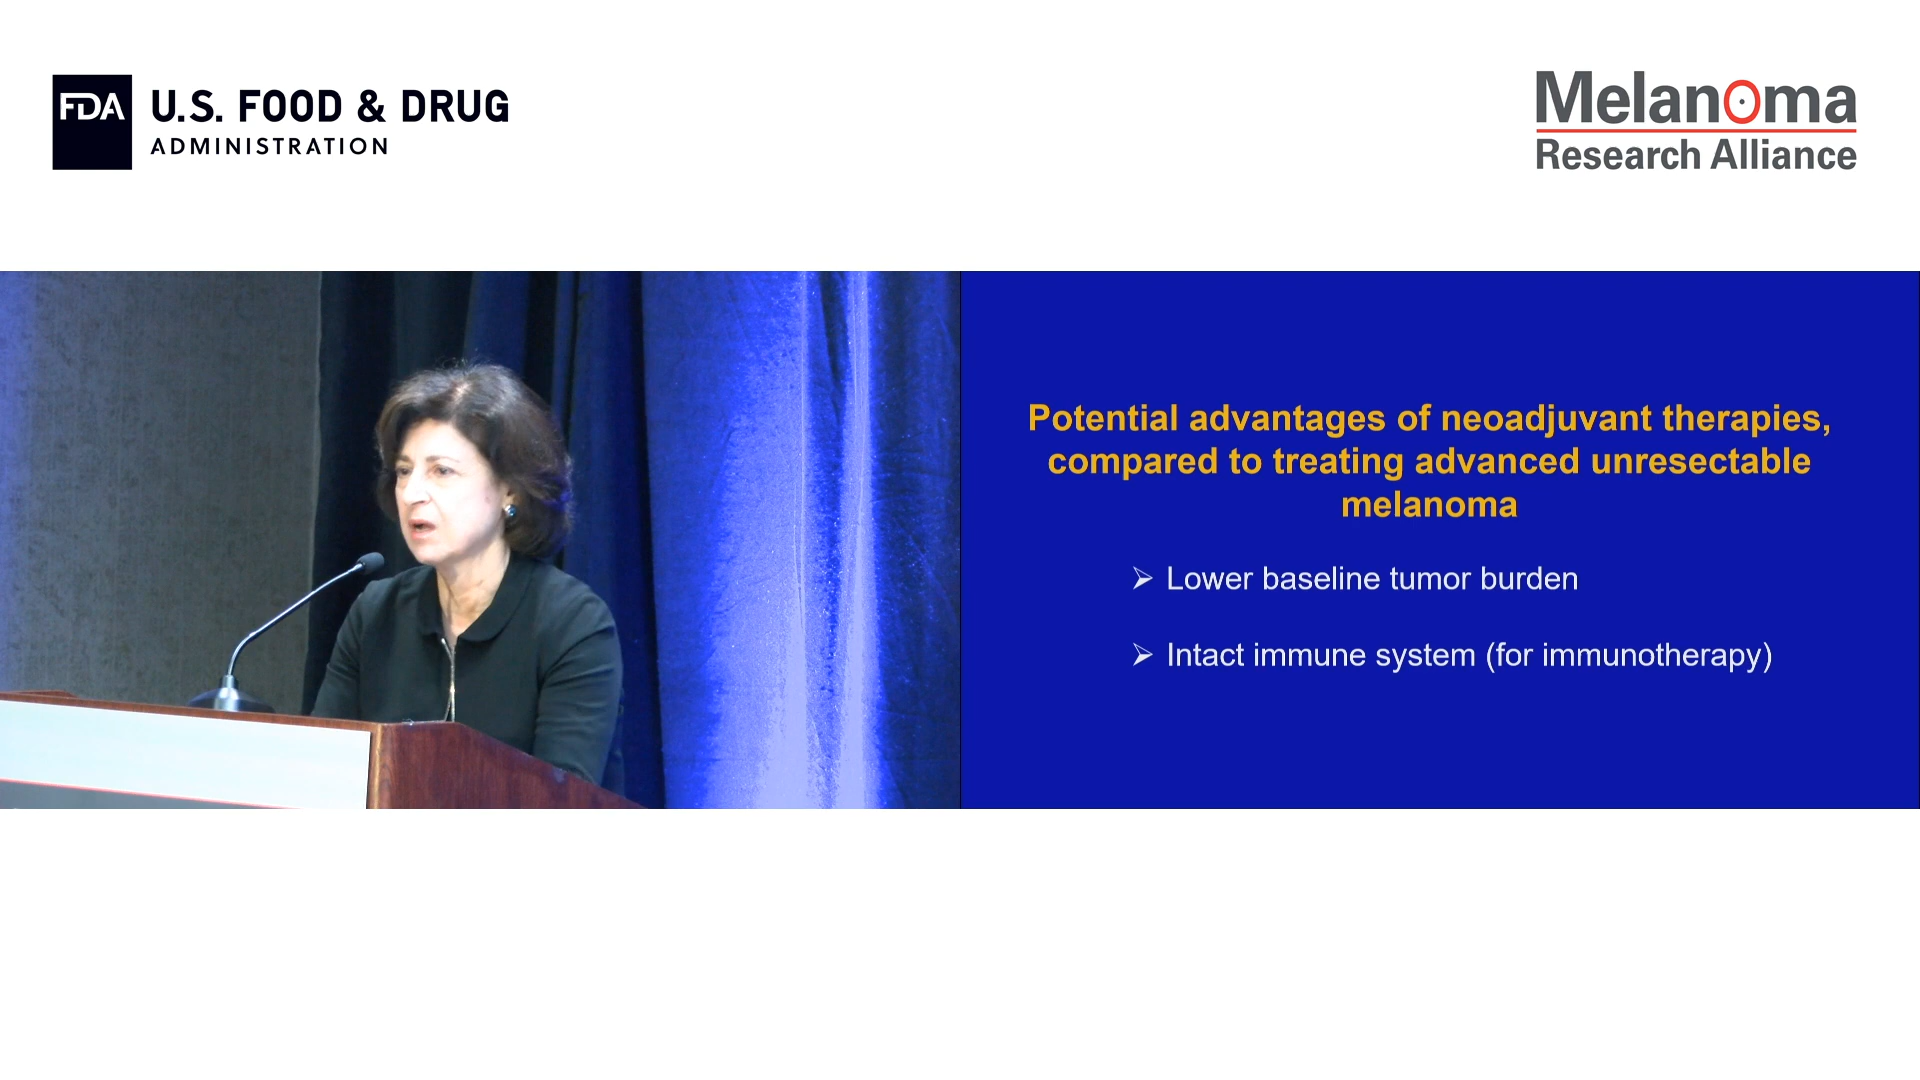 FDA
U.S. FOOD & DRUG
ADMINISTRATION
Melanoma
Research Alliance
Potential advantages of neoadjuvant therapies,
compared to treating advanced unresectable
melanoma
➢ Lower baseline tumor burden
➢ Intact immune system (for immunotherapy)